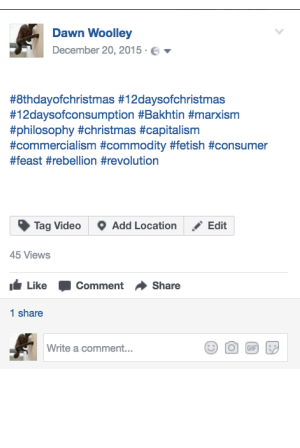 Dawn Woolley
December 20, 2015
#8thdayofchristmas #12daysofchristmas
#12daysofconsumption #Bakhtin #marxism
#philosophy #christmas #capitalism
#commercialism #commodity #fetish #consumer
#feast #rebellion #revolution
Tag Video Add Location Edit
45 Views
Like Comment Share
1 share
Write a comment... GIF